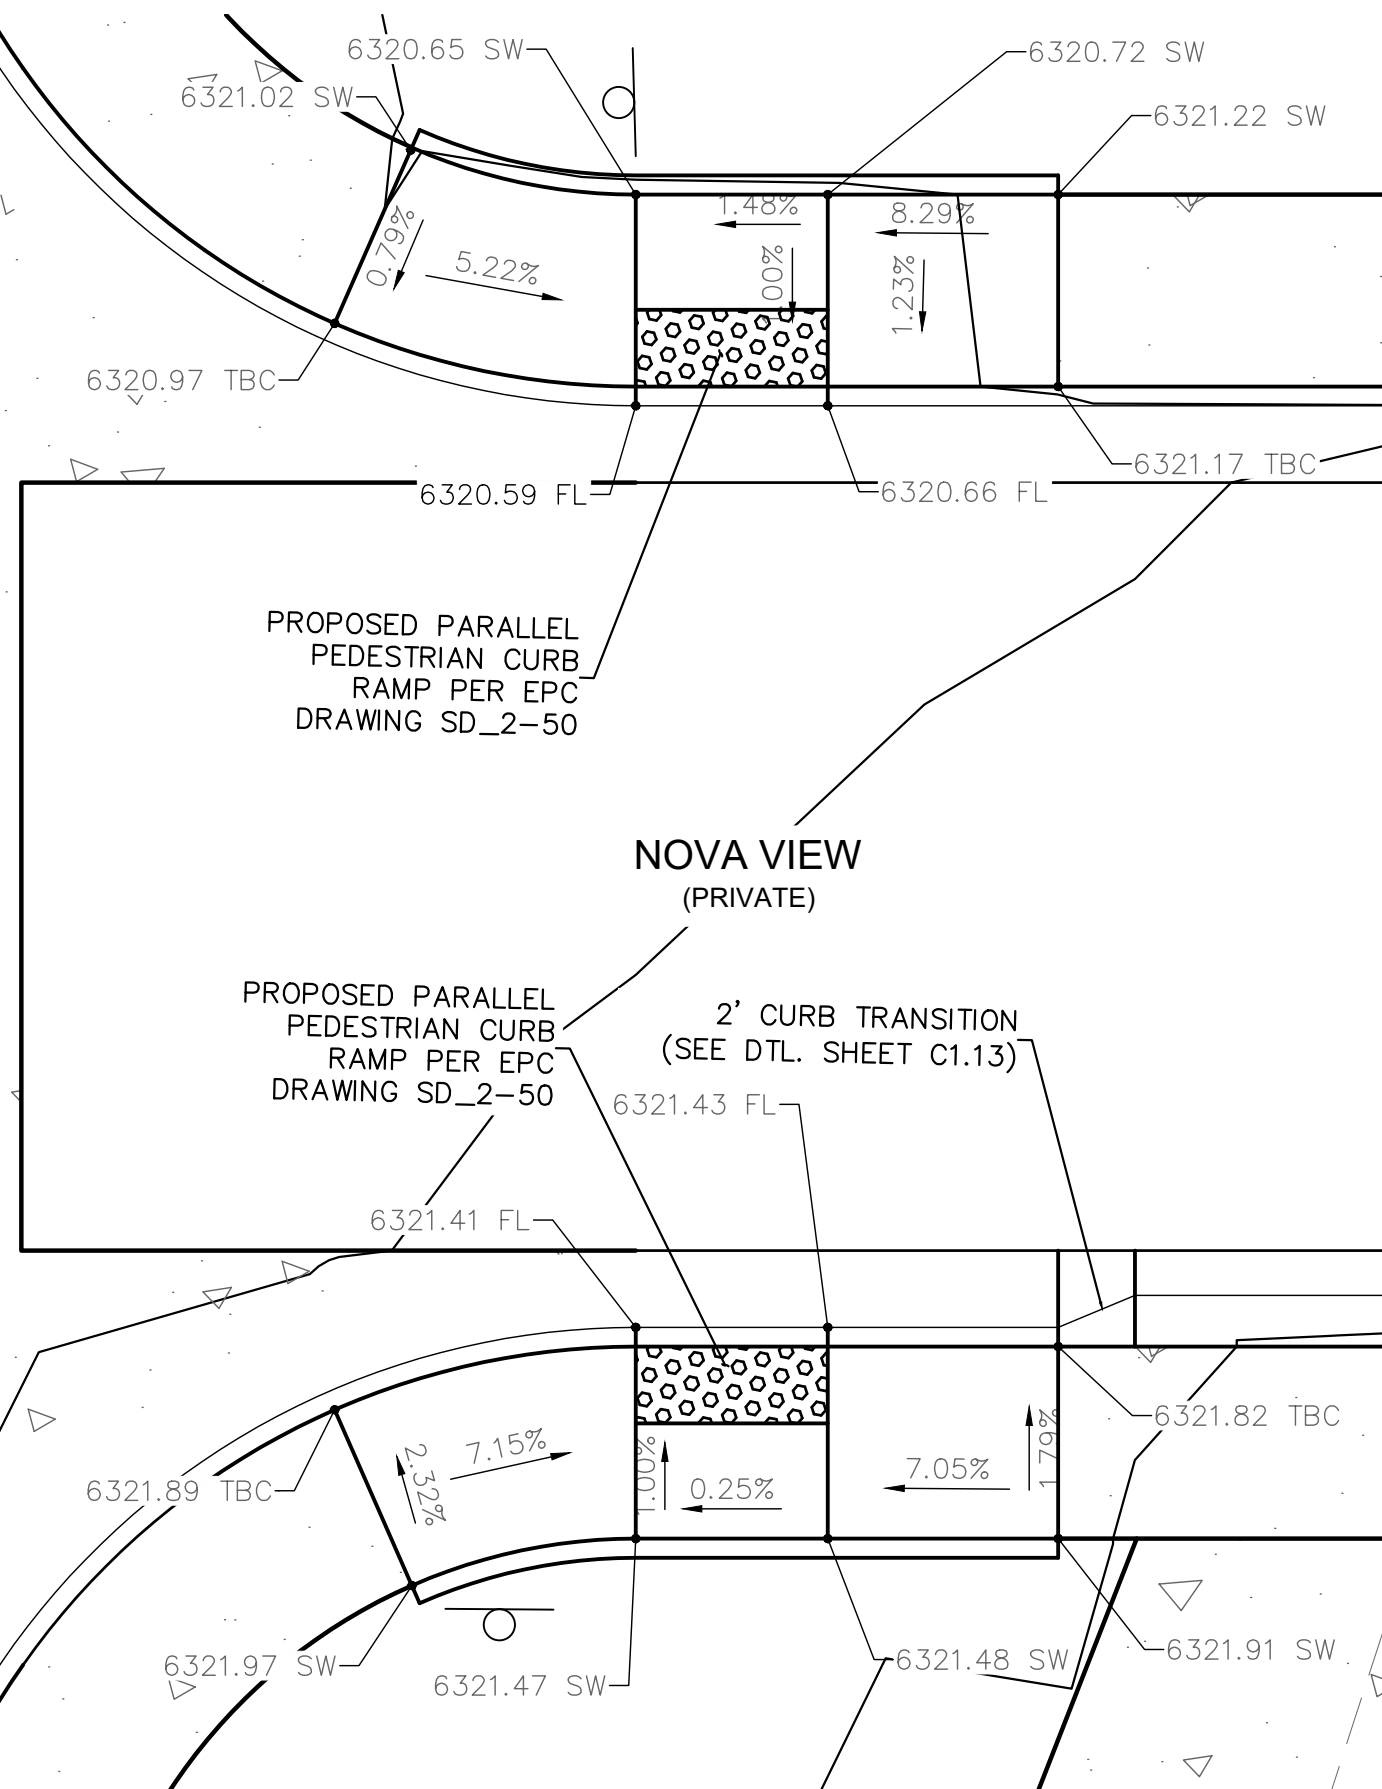 6320.65 SW
6320.72 SW
6321.02 SW
6321.22 SW
1.48%
8.29%
0.79%
5.22%
.00%
1.23%
6320.97 TBC
6321.17 TBC
6320.59 FL
6320.66 FL
PROPOSED PARALLEL
PEDESTRIAN CURB
RAMP PER EPC
DRAWING SD_2-50
NOVA VIEW
(PRIVATE)
PROPOSED PARALLEL
PEDESTRIAN CURB
RAMP PER EPC
DRAWING SD_2-50
2' CURB TRANSITION
(SEE DTL. SHEET C1.13)
6321.43 FL
6321.41 FL
6321.82 TBC
2.32%
7.15%
1.00%
0.25%
7.05%
1.79%
6321.89 TBC
6321.97 SW
6321.47 SW
6321.48 SW
6321.91 SW